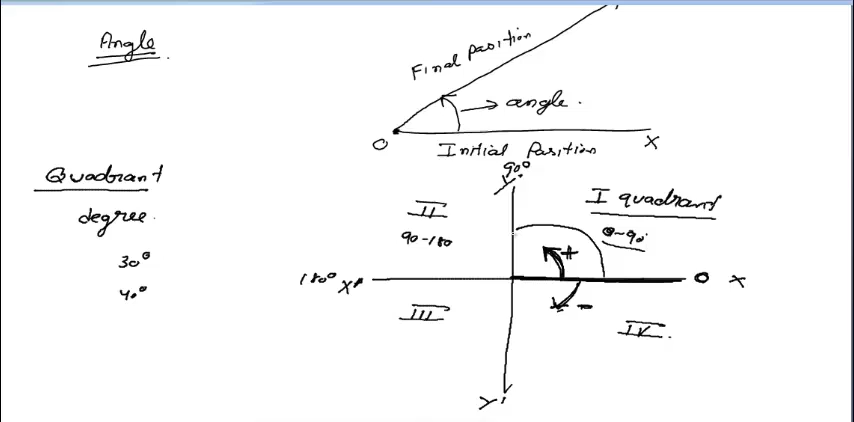 Angle
Final Position
→ angle.
O
X
Initial Position
Quadrant
degree.
30°
40°
90°
Y
II
90-180
I quadrant
0-90°
+
180°
X'
O
X
III
-
IV.
Y'